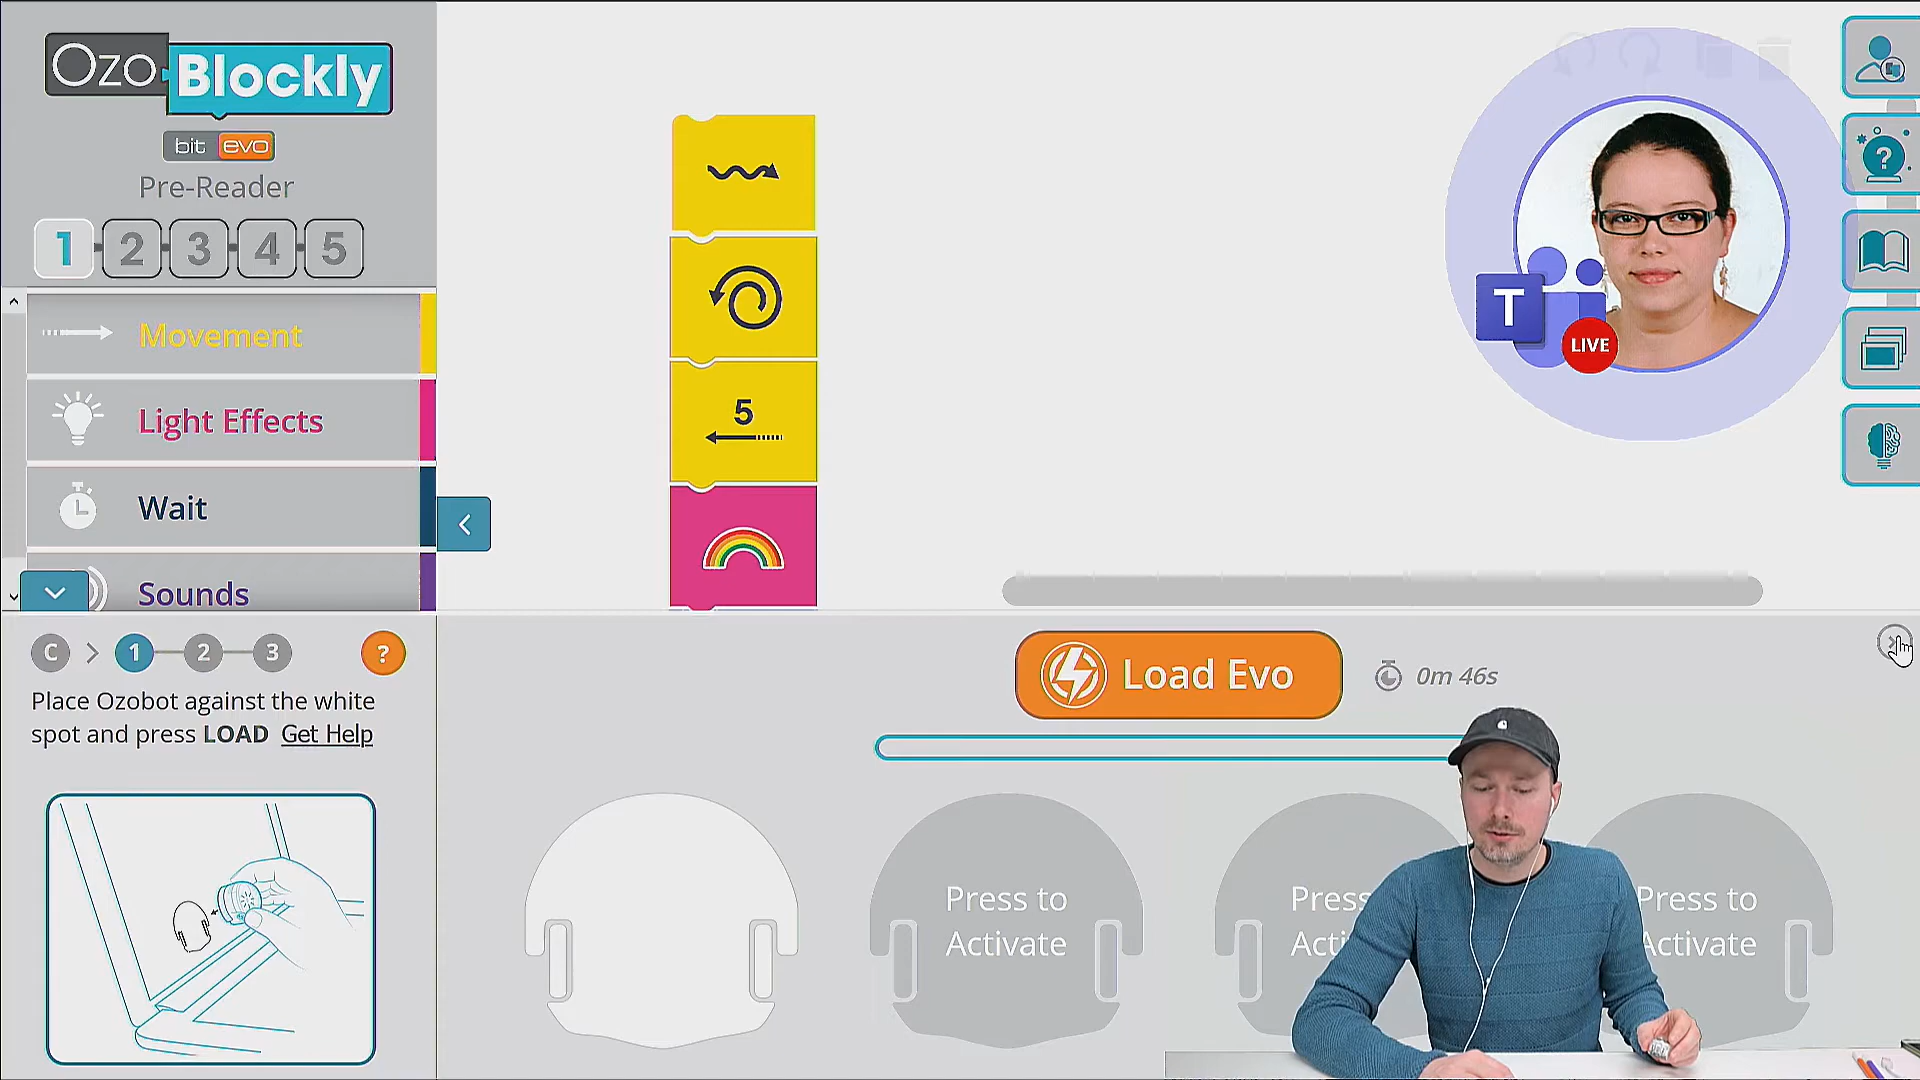 Ozo Blockly
bit evo
Pre-Reader
1 2 3 4 5
Movement
Light Effects
Wait
Sounds
5
T
LIVE
?
C > 1 2 3 ?
Place Ozobot against the white
spot and press LOAD Get Help
Load Evo
0m 46s
Press to
Activate
Press
Acti
Press to
Activate